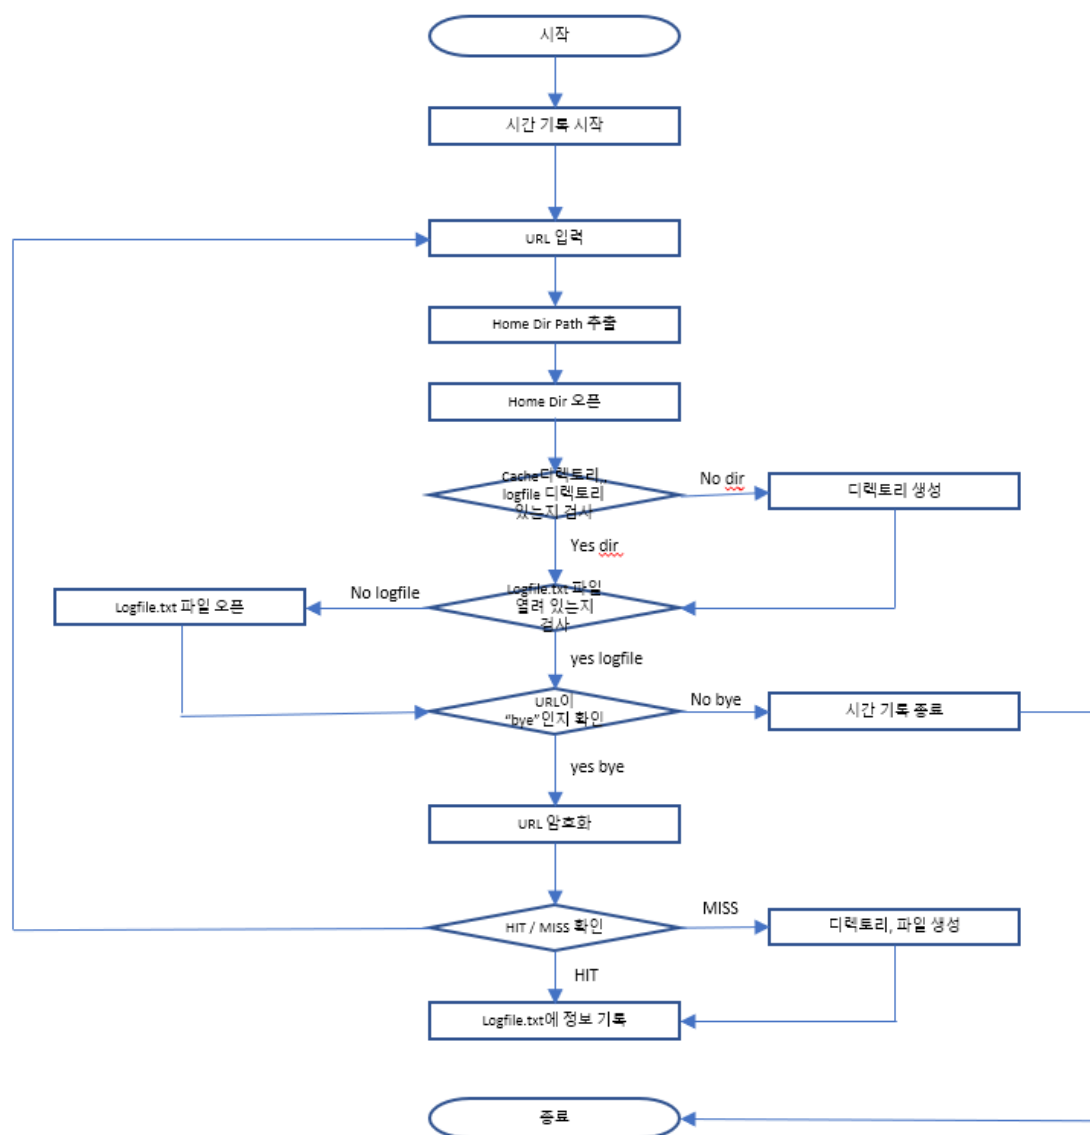 시작
시간 기록 시작
URL 입력
Home Dir Path 추출
Home Dir 오픈
Cache디렉토리,
logfile 디렉토리
있는지 검사
No dir
디렉토리 생성
Yes dir
Logfile.txt 파일
열려 있는지
검사
No logfile
Logfile.txt 파일 오픈
yes logfile
URL이
“bye”인지 확인
No bye
시간 기록 종료
yes bye
URL 암호화
HIT / MISS 확인
MISS
디렉토리, 파일 생성
HIT
Logfile.txt에 정보 기록
종료